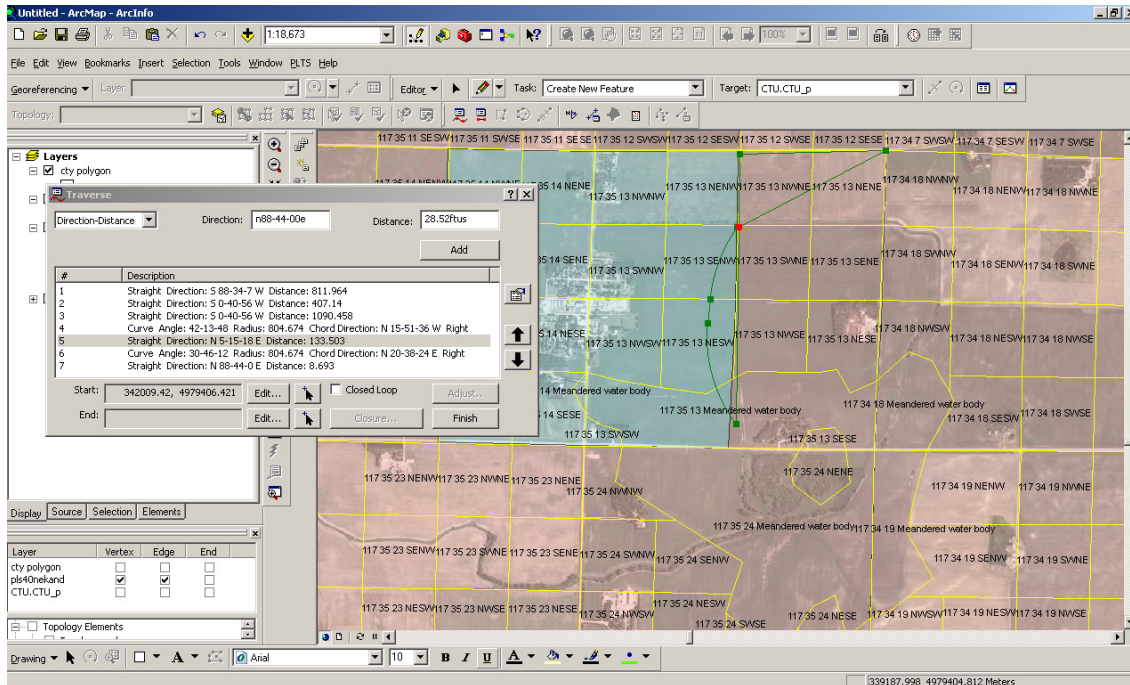 Untitled - ArcMap - ArcInfo
1:18,673
100%
File Edit View Bookmarks Insert Selection Tools Window PLTS Help
Georeferencing Layer:
Editor Task: Create New Feature Target: CTU.CTU_p
Topology:
Layers
cty polygon
Traverse
Direction-Distance Direction: n88-44-00e Distance: 28.52ftus
Add
# Description
1 Straight Direction: S 88-34-7 W Distance: 811.964
2 Straight Direction: S 0-40-56 W Distance: 407.14
3 Straight Direction: S 0-40-56 W Distance: 1090.458
4 Curve Angle: 42-13-48 Radius: 804.674 Chord Direction: N 15-51-36 W Right
5 Straight Direction: N 5-15-18 E Distance: 133.503
6 Curve Angle: 30-46-12 Radius: 804.674 Chord Direction: N 20-38-24 E Right
7 Straight Direction: N 88-44-0 E Distance: 8.693
Start: 342009.42, 4979406.421 Edit... Closed Loop Adjust..
End: Edit... Closure... Finish
Display Source Selection Elements
Layer Vertex Edge End
cty polygon
pls40nekand
CTU.CTU_p
Topology Elements
117 35 11 SE SW 117 35 11 SWSE 117 35 11 SE SE 117 35 12 SWSW 117 35 12 SESW 117 35 12 SWSE 117 35 12 SESE 117 34 7 SWSW 117 34 7 SESW 117 34 7 SWSE
35 14 NENE 117 35 13 NWNW 117 35 13 NENW 117 35 13 NWNE 117 35 13 NENE 117 34 18 NWNW 117 34 18 NENW 117 34 18 NWNE
35 14 SENE 117 35 13 SWNW 117 35 13 SENW 117 35 13 SWNE 117 35 13 SENE 117 34 18 SWNW 117 34 18 SENW 117 34 18 SWNE
5 14 NESE 117 35 13 NWSW 117 35 13 NESW 117 35 13 NWSE 117 35 13 NESE 117 34 18 NWSW 117 34 18 NESW 117 34 18 NWSE
14 Meandered water body 117 35 13 Meandered water body 117 34 18 Meandered water body
14 SESE 117 35 13 SWSW 117 35 13 SESE 117 34 18 SESW 117 34 18 SWSE
117 35 23 NENW 117 35 23 NWNE 117 35 23 NENE 117 35 24 NWNW 117 35 24 NENE 117 34 19 NENW 117 34 19 NWNE
117 35 24 Meandered water body 117 34 19 Meandered water body
117 35 23 SENW 117 35 23 SWNE 117 35 23 SENE 117 35 24 SWNW 117 35 24 SENW 117 34 19 SENW 117 34 19 SWNE
117 35 23 NESW 117 35 23 NWSE 117 35 23 NESE 117 35 24 NWSW 117 35 24 NESW 117 35 24 SWSE 117 35 24 NESE 117 34 19 NWSW 117 34 19 NESW 117 34 19 NWSE
Drawing A Arial 10 B I U A
339187.998 4979404.812 Meters